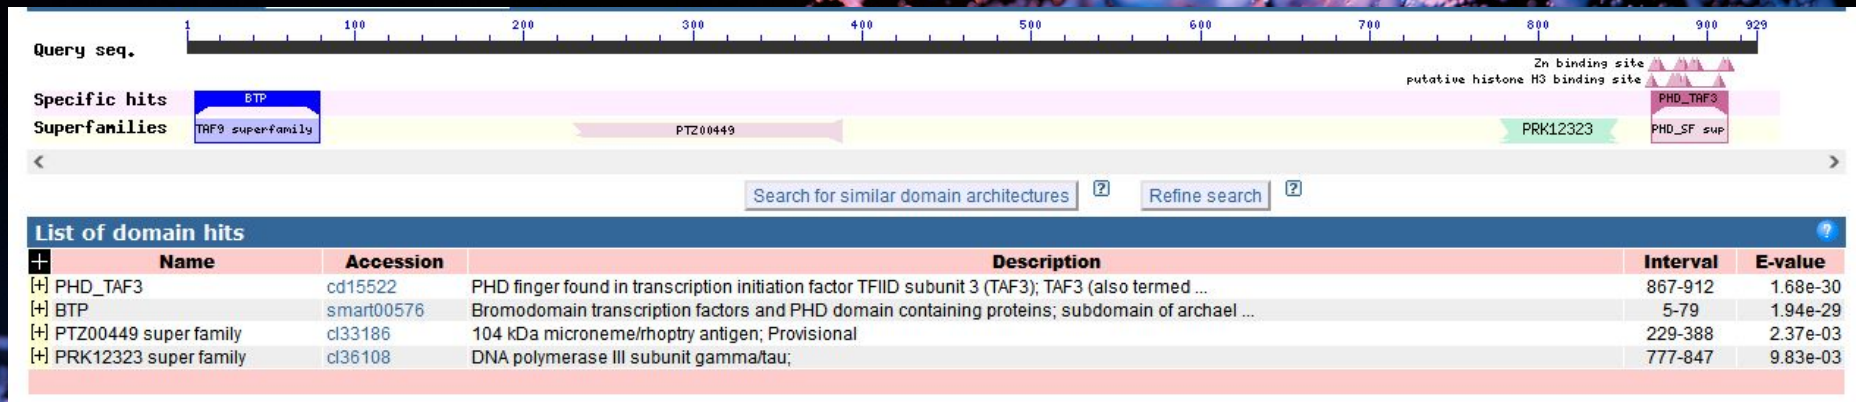 1 100 200 300 400 500 600 700 800 900 929
Query seq.
Zn binding site
putative histone H3 binding site
Specific hits BTP PHD_TAF3
Superfamilies TAF9 superfamily PTZ00449 PRK12323 PHD_SF sup
Search for similar domain architectures ? Refine search ?
List of domain hits ?
+ Name Accession Description Interval E-value
[+] PHD_TAF3 cd15522 PHD finger found in transcription initiation factor TFIID subunit 3 (TAF3); TAF3 (also termed ... 867-912 1.68e-30
[+] BTP smart00576 Bromodomain transcription factors and PHD domain containing proteins; subdomain of archael ... 5-79 1.94e-29
[+] PTZ00449 super family cl33186 104 kDa microneme/rhoptry antigen; Provisional 229-388 2.37e-03
[+] PRK12323 super family cl36108 DNA polymerase III subunit gamma/tau; 777-847 9.83e-03